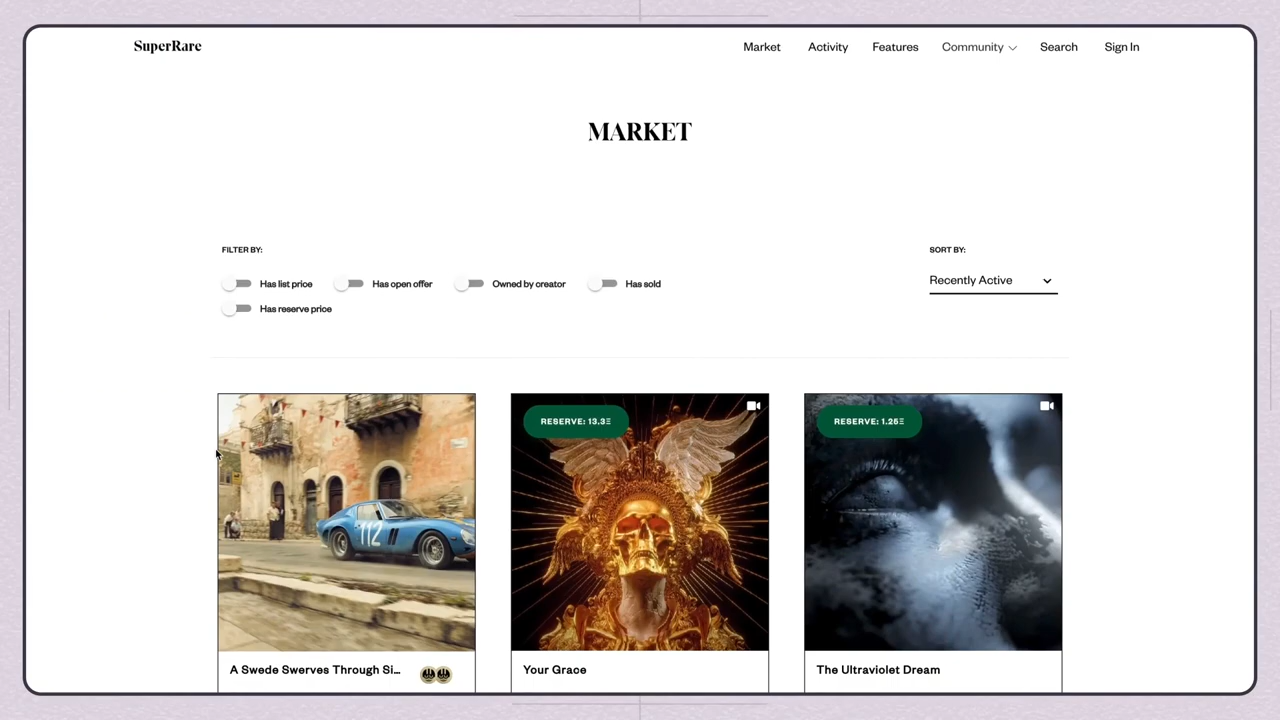 SuperRare
Market Activity Features Community Search Sign In
MARKET
FILTER BY:
SORT BY:
Has list price Has open offer Owned by creator Has sold
Has reserve price
Recently Active
RESERVE: 13.3Ξ
RESERVE: 1.25Ξ
112
A Swede Swerves Through Si...
Your Grace
The Ultraviolet Dream